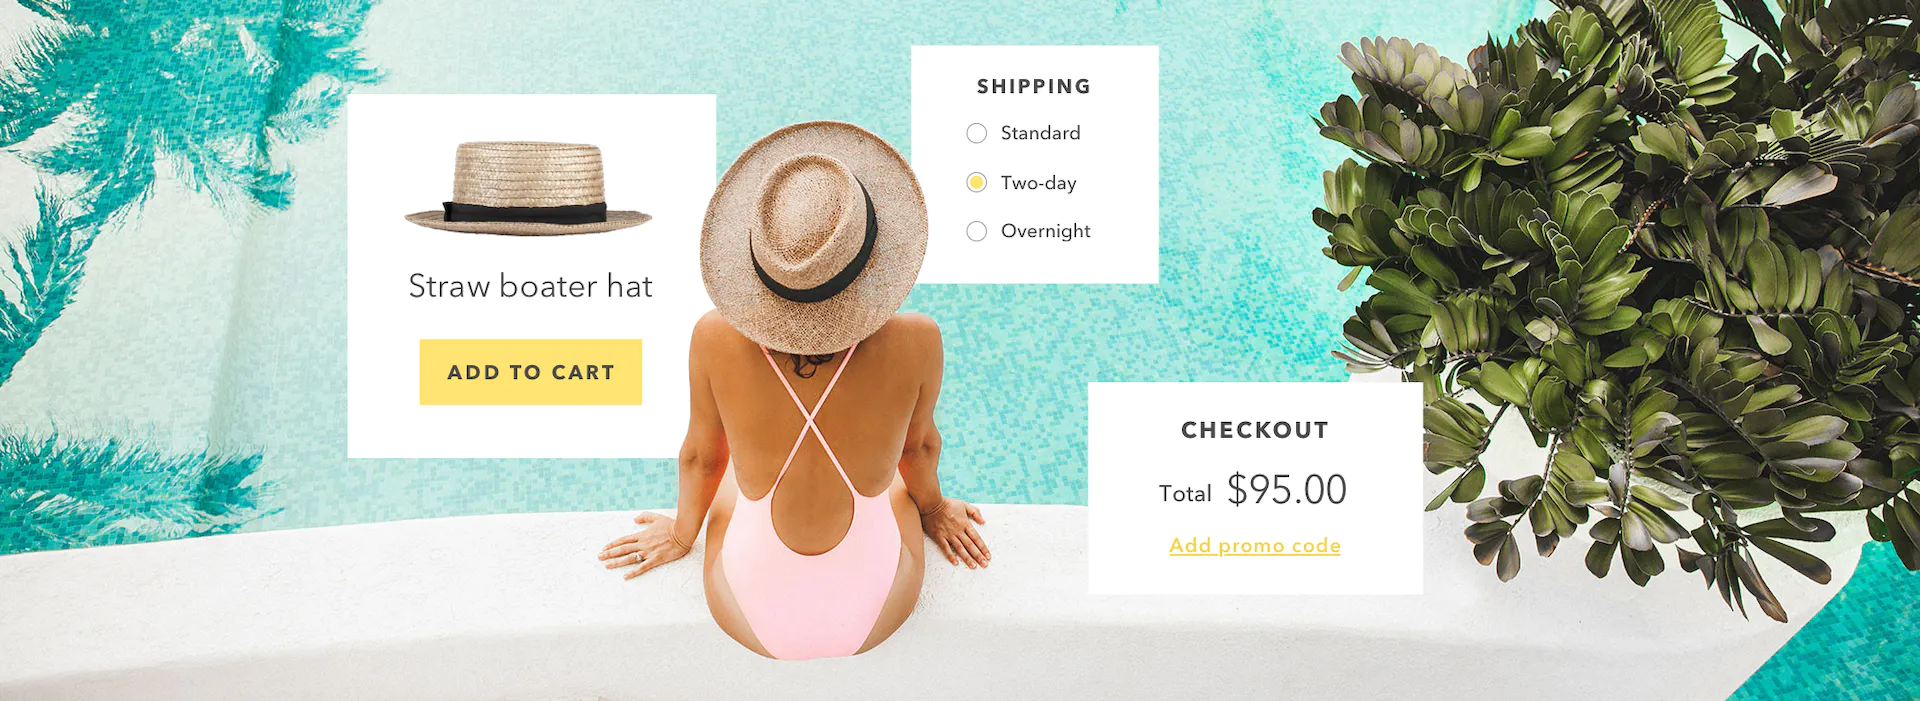 Straw boater hat
ADD TO CART
SHIPPING
Standard
Two-day
Overnight
CHECKOUT
Total $95.00
Add promo code